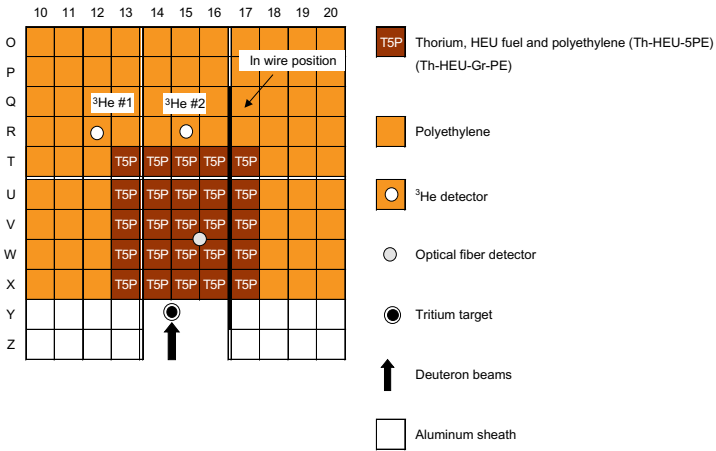 10 11 12 13 14 15 16 17 18 19 20
O
P
In wire position
Q
³He #1 ³He #2
R
T T5P T5P T5P T5P T5P
U T5P T5P T5P T5P T5P
V T5P T5P T5P T5P T5P
W T5P T5P T5P T5P T5P
X T5P T5P T5P T5P T5P
Y
Z
T5P Thorium, HEU fuel and polyethylene (Th-HEU-5PE)
(Th-HEU-Gr-PE)
Polyethylene
³He detector
Optical fiber detector
Tritium target
Deuteron beams
Aluminum sheath